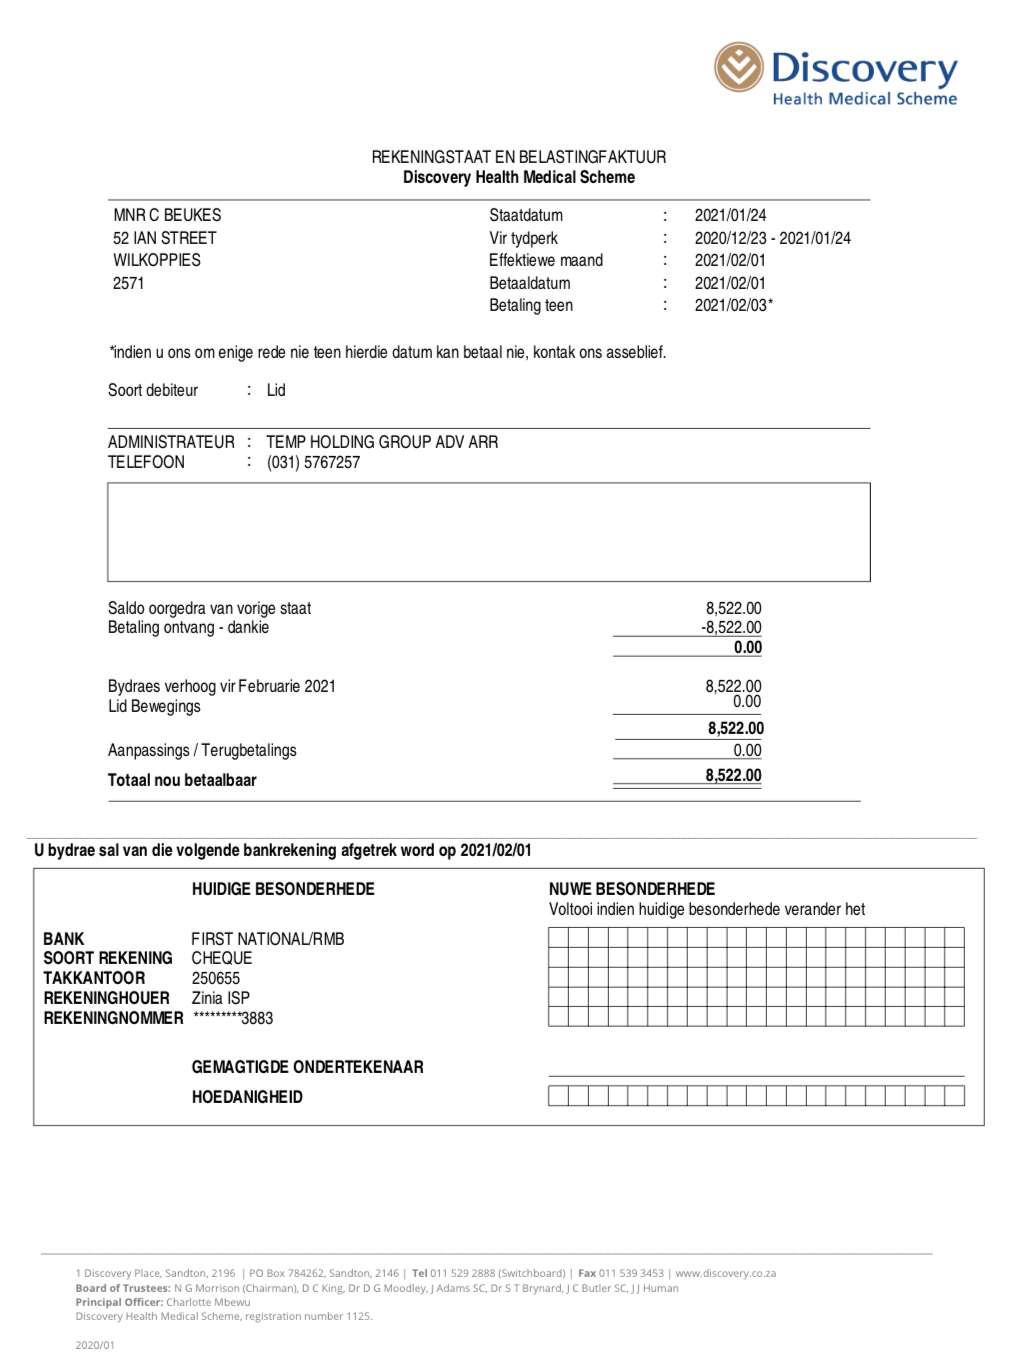 Discovery
Health Medical Scheme
REKENINGSTAAT EN BELASTINGFAKTUUR
Discovery Health Medical Scheme
MNR C BEUKES Staatdatum : 2021/01/24
52 IAN STREET Vir tydperk : 2020/12/23 - 2021/01/24
WILKOPPIES Effektiewe maand : 2021/02/01
2571 Betaaldatum : 2021/02/01
Betaling teen : 2021/02/03*
*indien u ons om enige rede nie teen hierdie datum kan betaal nie, kontak ons asseblief.
Soort debiteur : Lid
ADMINISTRATEUR : TEMP HOLDING GROUP ADV ARR
TELEFOON : (031) 5767257
Saldo oorgedra van vorige staat 8,522.00
Betaling ontvang - dankie -8,522.00
0.00
Bydraes verhoog vir Februarie 2021 8,522.00
Lid Bewegings 0.00
8,522.00
Aanpassings / Terugbetalings 0.00
Totaal nou betaalbaar 8,522.00
U bydrae sal van die volgende bankrekening afgetrek word op 2021/02/01
HUIDIGE BESONDERHEDE NUWE BESONDERHEDE
Voltooi indien huidige besonderhede verander het
BANK FIRST NATIONAL/RMB
SOORT REKENING CHEQUE
TAKKANTOOR 250655
REKENINGHOUER Zinia ISP
REKENINGNOMMER *********3883
GEMAGTIGDE ONDERTEKENAAR
HOEDANIGHEID
1 Discovery Place, Sandton, 2196 | PO Box 784262, Sandton, 2146 | Tel 011 529 2888 (Switchboard) | Fax 011 539 3453 | www.discovery.co.za
Board of Trustees: N G Morrison (Chairman), D C King, Dr D G Moodley, J Adams SC, Dr S T Brynard, J C Butler SC, J J Human
Principal Officer: Charlotte Mbewu
Discovery Health Medical Scheme, registration number 1125.
2020/01